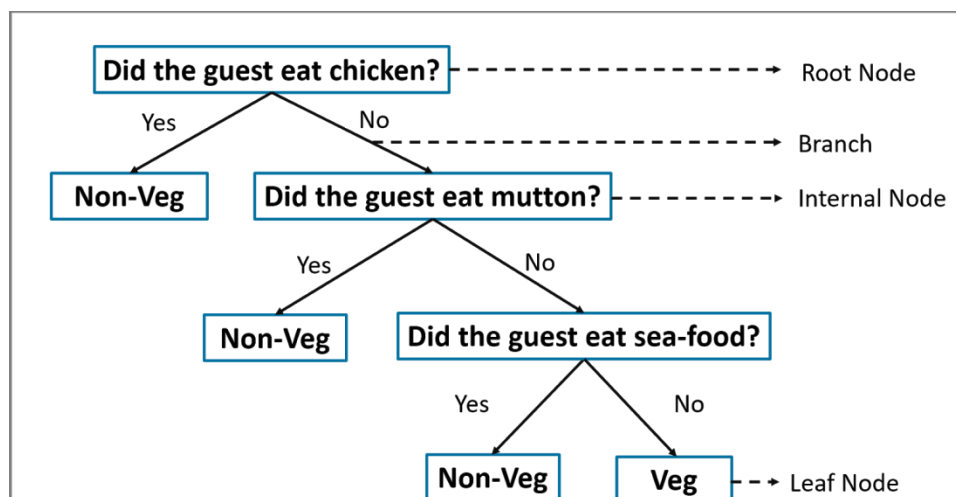 Did the guest eat chicken?
Root Node
Yes
No
Branch
Non-Veg
Did the guest eat mutton?
Internal Node
Yes
No
Non-Veg
Did the guest eat sea-food?
Yes
No
Non-Veg
Veg
Leaf Node